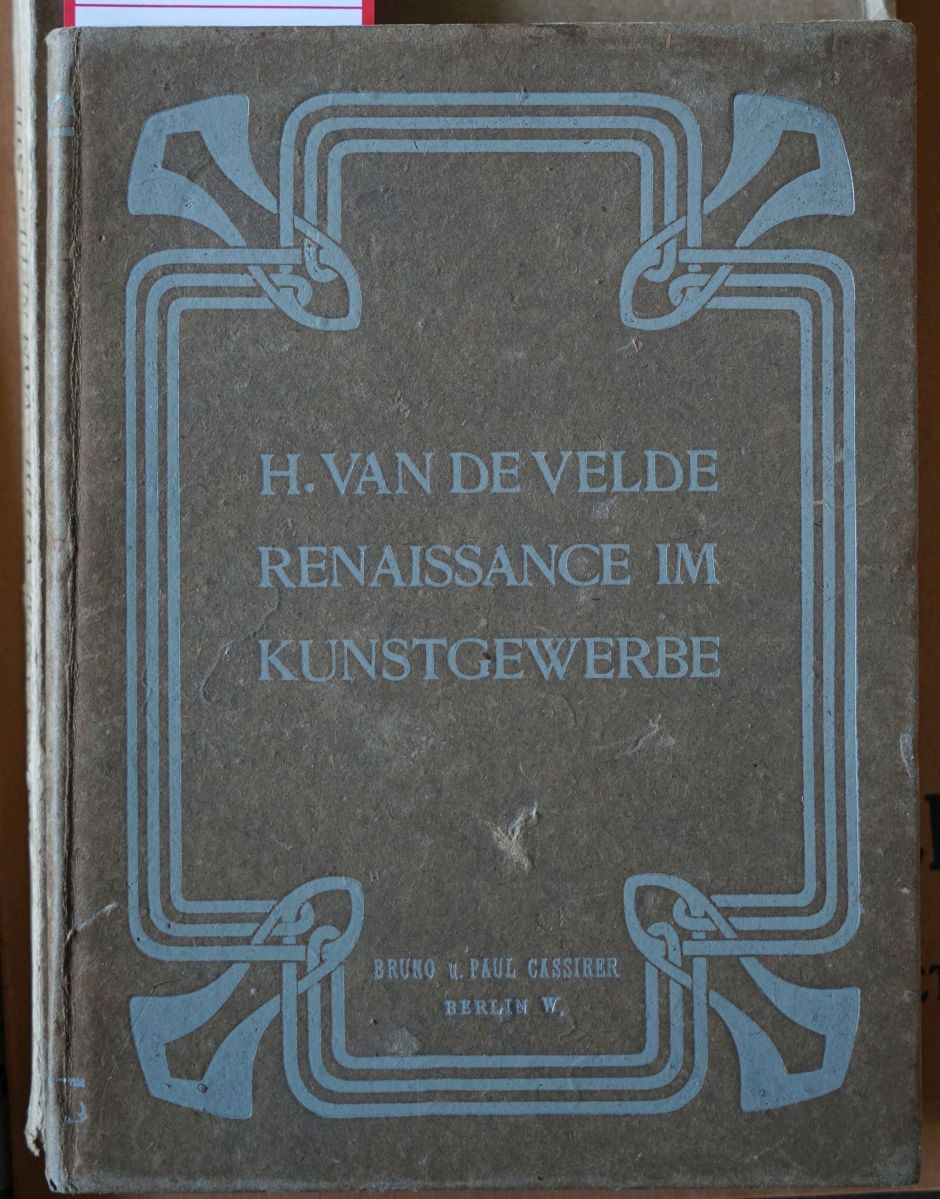 H. VAN DE VELDE
RENAISSANCE IM
KUNSTGEWERBE
BRUNO u. PAUL CASSIRER
BERLIN W.